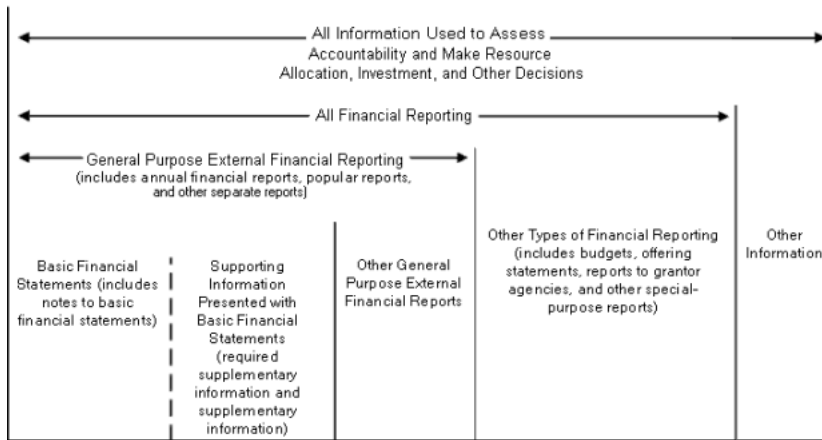 All Information Used to Assess
Accountability and Make Resource
Allocation, Investment, and Other Decisions
All Financial Reporting
General Purpose External Financial Reporting
(includes annual financial reports, popular reports,
and other separate reports)
Basic Financial
Statements (includes
notes to basic
financial statements)
Supporting
Information
Presented with
Basic Financial
Statements
(required
supplementary
information and
supplementary
information)
Other General
Purpose External
Financial Reports
Other Types of Financial Reporting
(includes budgets, offering
statements, reports to grantor
agencies, and other special-
purpose reports)
Other
Information